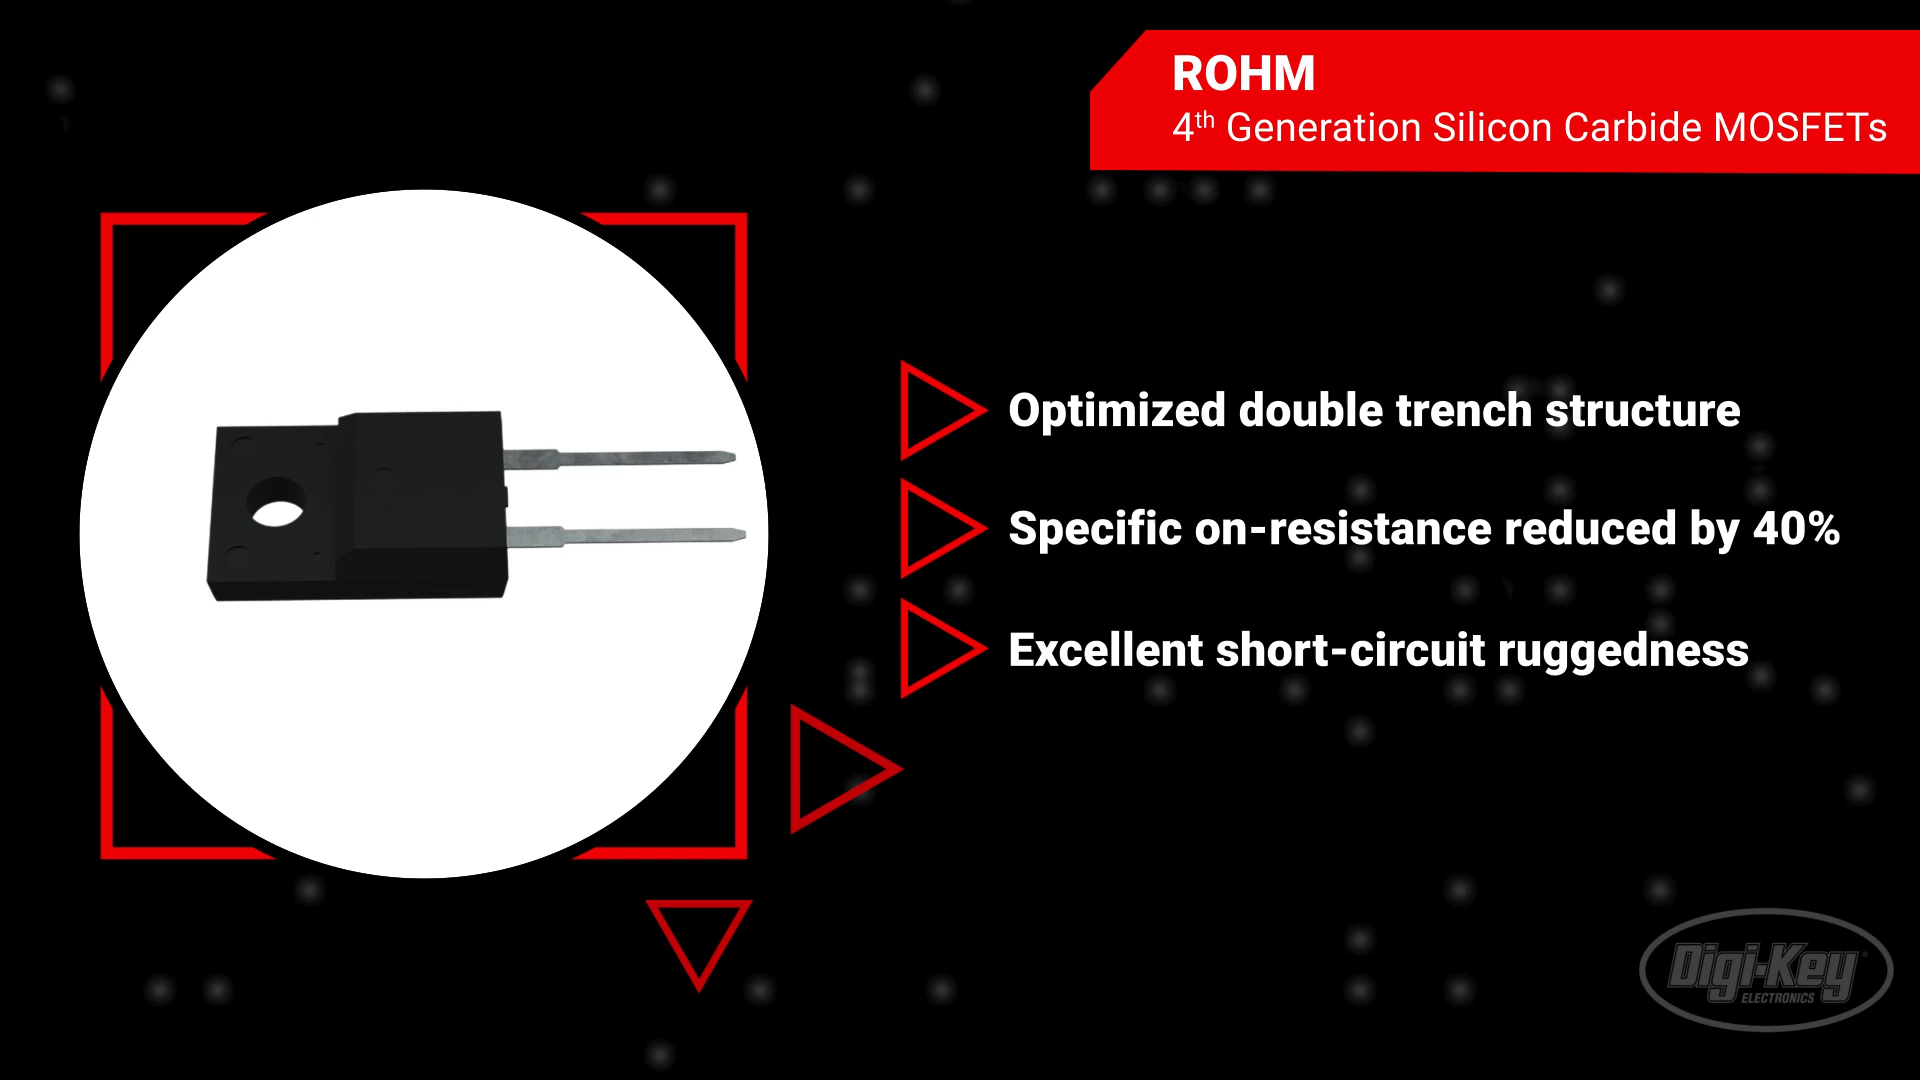 ROHM
4th Generation Silicon Carbide MOSFETs
Optimized double trench structure
Specific on-resistance reduced by 40%
Excellent short-circuit ruggedness
Digi-Key
ELECTRONICS